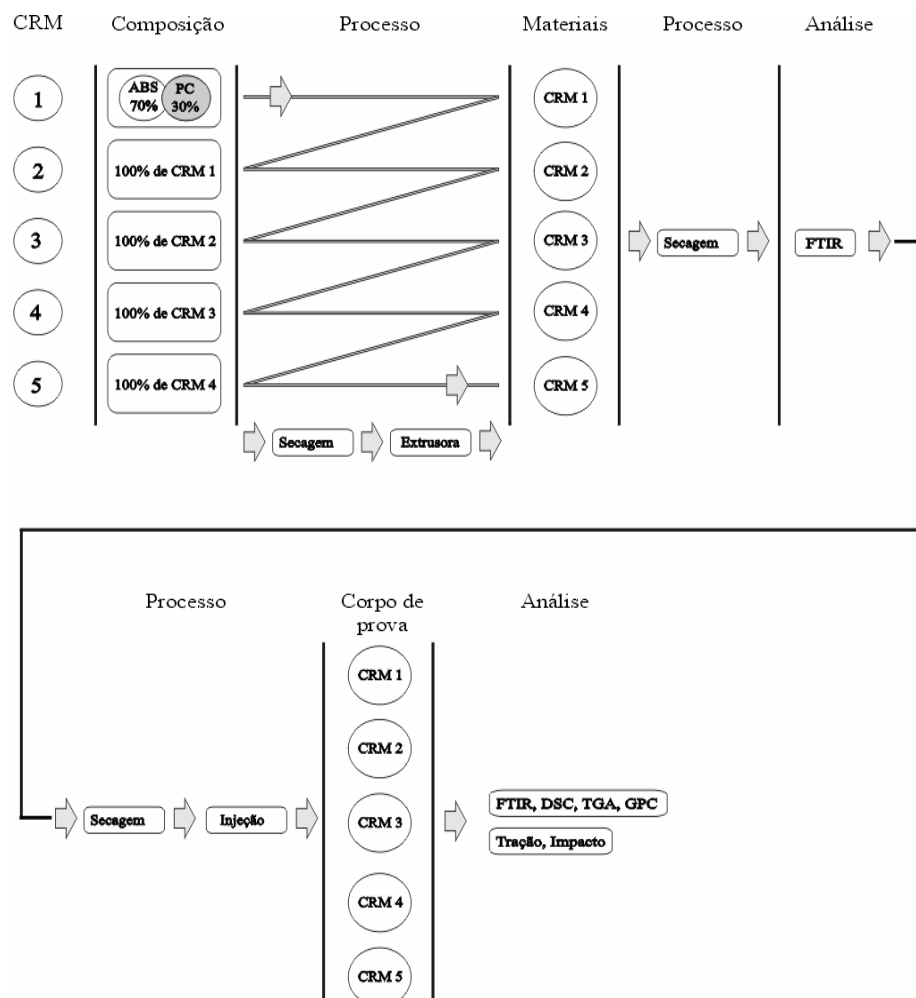 CRM Composição Processo Materiais Processo Análise
1
ABS PC
70% 30%
CRM 1
2
100% de CRM 1
CRM 2
3
100% de CRM 2
CRM 3
Secagem
FTIR
4
100% de CRM 3
CRM 4
5
100% de CRM 4
CRM 5
Secagem
Extrusora
Processo
Corpo de
prova
Análise
CRM 1
CRM 2
Secagem
Injeção
CRM 3
FTIR, DSC, TGA, GPC
Tração, Impacto
CRM 4
CRM 5